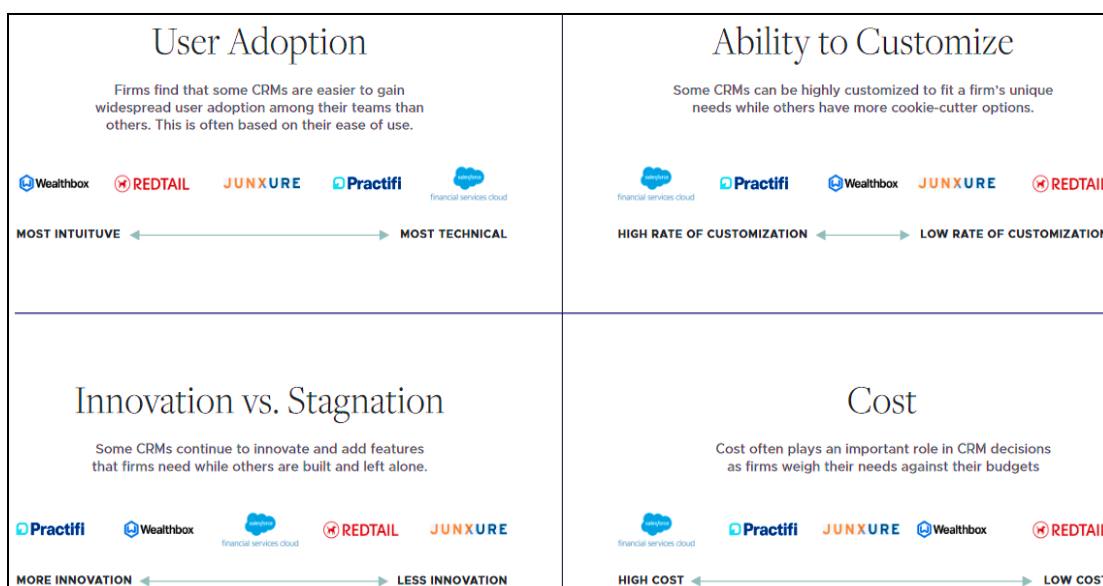 User Adoption
Firms find that some CRMs are easier to gain
widespread user adoption among their teams than
others. This is often based on their ease of use.
Wealthbox REDTAIL JUNXURE Practifi salesforce
financial services cloud
MOST INTUITUVE MOST TECHNICAL
Ability to Customize
Some CRMs can be highly customized to fit a firm's unique
needs while others have more cookie-cutter options.
salesforce Practifi Wealthbox JUNXURE REDTAIL
financial services cloud
HIGH RATE OF CUSTOMIZATION LOW RATE OF CUSTOMIZATION
Innovation vs. Stagnation
Some CRMs continue to innovate and add features
that firms need while others are built and left alone.
Practifi Wealthbox salesforce REDTAIL JUNXURE
financial services cloud
MORE INNOVATION LESS INNOVATION
Cost
Cost often plays an important role in CRM decisions
as firms weigh their needs against their budgets
salesforce Practifi JUNXURE Wealthbox REDTAIL
financial services cloud
HIGH COST LOW COST